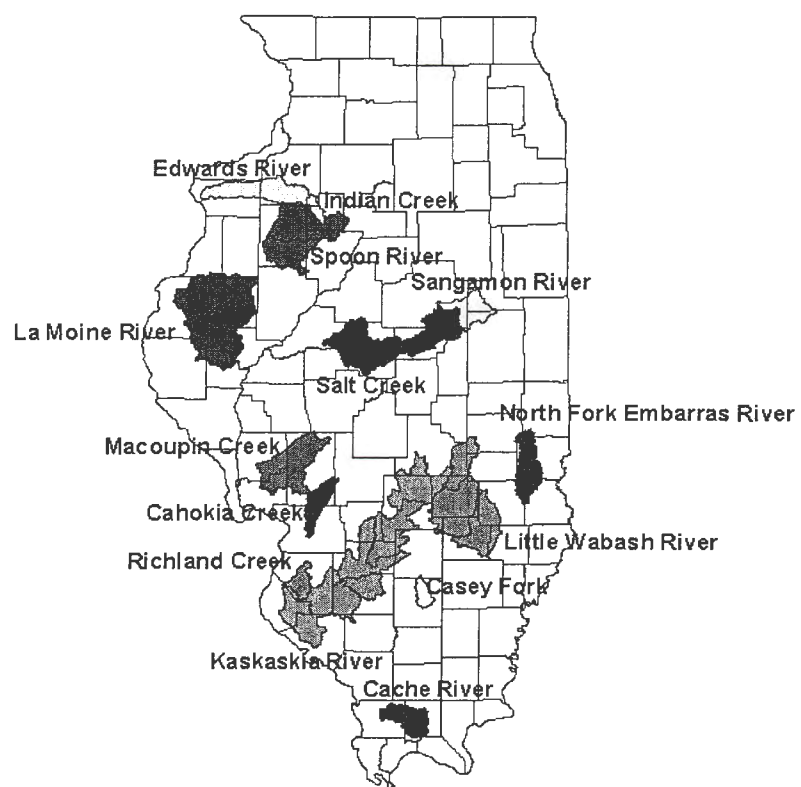 Edwards River
Indian Creek
Spoon River
Sangamon River
La Moine River
Salt Creek
North Fork Embarras River
Macoupin Creek
Cahokia Creek
Little Wabash River
Richland Creek
Casey Fork
Kaskaskia River
Cache River